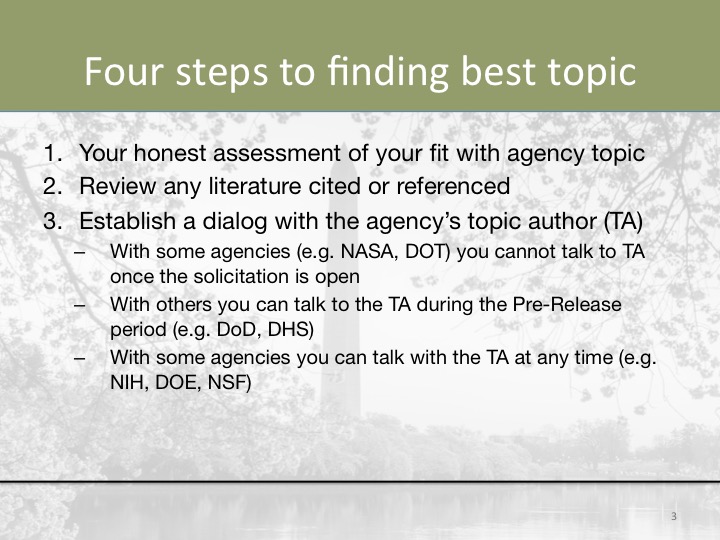 Four steps to finding best topic
1. Your honest assessment of your fit with agency topic
2. Review any literature cited or referenced
3. Establish a dialog with the agency’s topic author (TA)
– With some agencies (e.g. NASA, DOT) you cannot talk to TA
once the solicitation is open
– With others you can talk to the TA during the Pre-Release
period (e.g. DoD, DHS)
– With some agencies you can talk with the TA at any time (e.g.
NIH, DOE, NSF)
3